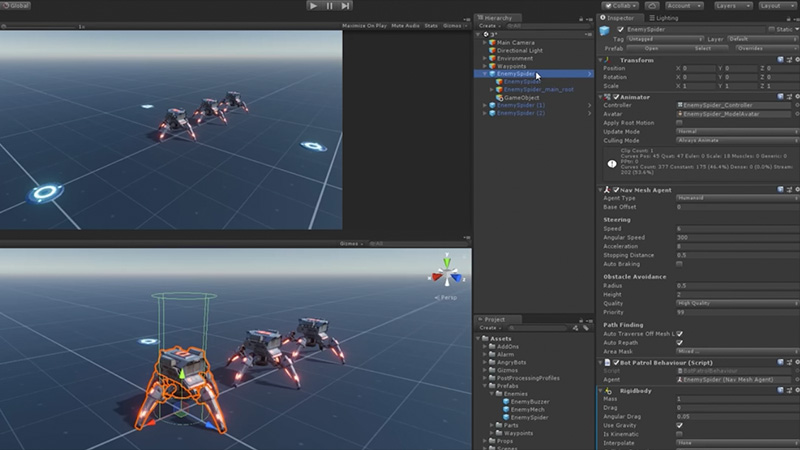 Global
Collab
Account
Layers
Layout
1x
Maximize On Play Mute Audio Stats Gizmos
Hierarchy
Create
All
3*
Main Camera
Directional Light
Environment
Waypoints
EnemySpider
EnemySpider
EnemySpider_main_root
GameObject
EnemySpider (1)
EnemySpider (2)
Gizmos
All
Persp
Project
Create
Assets
AddOns
Alarm
AngryBots
Gizmos
PostProcessingProfiles
Prefabs
Enemies
EnemyBuzzer
EnemyMech
EnemySpider
Parts
Waypoints
Props
Scenes
Inspector Lighting
EnemySpider Static
Tag Untagged Layer Default
Prefab Open Select Overrides
Transform
Position X 0 Y 0 Z 0
Rotation X 0 Y 0 Z 0
Scale X 1 Y 1 Z 1
Animator
Controller EnemySpider_Controller
Avatar EnemySpider_ModelAvatar
Apply Root Motion
Update Mode Normal
Culling Mode Always Animate
Clip Count: 1
Curves Pos: 45 Quat: 47 Euler: 0 Scale: 18 Muscles: 0 Generic: 0
PPtr: 0
Curves Count: 377 Constant: 175 (46.4%) Dense: 0 (0.0%) Stream:
202 (53.6%)
Nav Mesh Agent
Agent Type Humanoid
Base Offset 0
Steering
Speed 6
Angular Speed 300
Acceleration 8
Stopping Distance 0.5
Auto Braking
Obstacle Avoidance
Radius 0.5
Height 2
Quality High Quality
Priority 99
Path Finding
Auto Traverse Off Mesh L
Auto Repath
Area Mask Mixed ...
Bot Patrol Behaviour (Script)
Script BotPatrolBehaviour
Agent EnemySpider (Nav Mesh Agent)
Rigidbody
Mass 1
Drag 0
Angular Drag 0.05
Use Gravity
Is Kinematic
Interpolate None